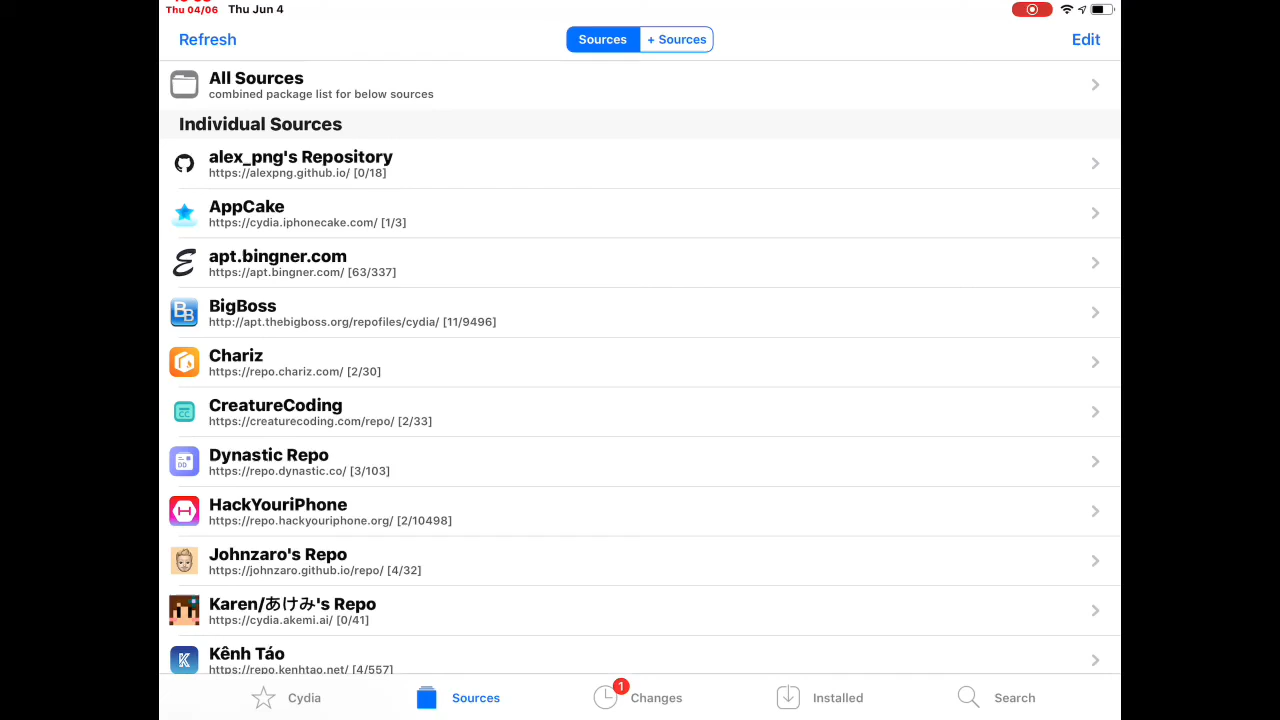 Thu 04/06 Thu Jun 4
Refresh
Sources
+ Sources
Edit
All Sources
combined package list for below sources
Individual Sources
alex_png's Repository
https://alexpng.github.io/ [0/18]
AppCake
https://cydia.iphonecake.com/ [1/3]
apt.bingner.com
https://apt.bingner.com/ [63/337]
BigBoss
http://apt.thebigboss.org/repofiles/cydia/ [11/9496]
Chariz
https://repo.chariz.com/ [2/30]
CreatureCoding
https://creaturecoding.com/repo/ [2/33]
Dynastic Repo
https://repo.dynastic.co/ [3/103]
HackYouriPhone
https://repo.hackyouriphone.org/ [2/10498]
Johnzaro's Repo
https://johnzaro.github.io/repo/ [4/32]
Karen/あけみ's Repo
https://cydia.akemi.ai/ [0/41]
Kênh Táo
https://repo.kenhtao.net/ [4/557]
Cydia
Sources
1
Changes
Installed
Search